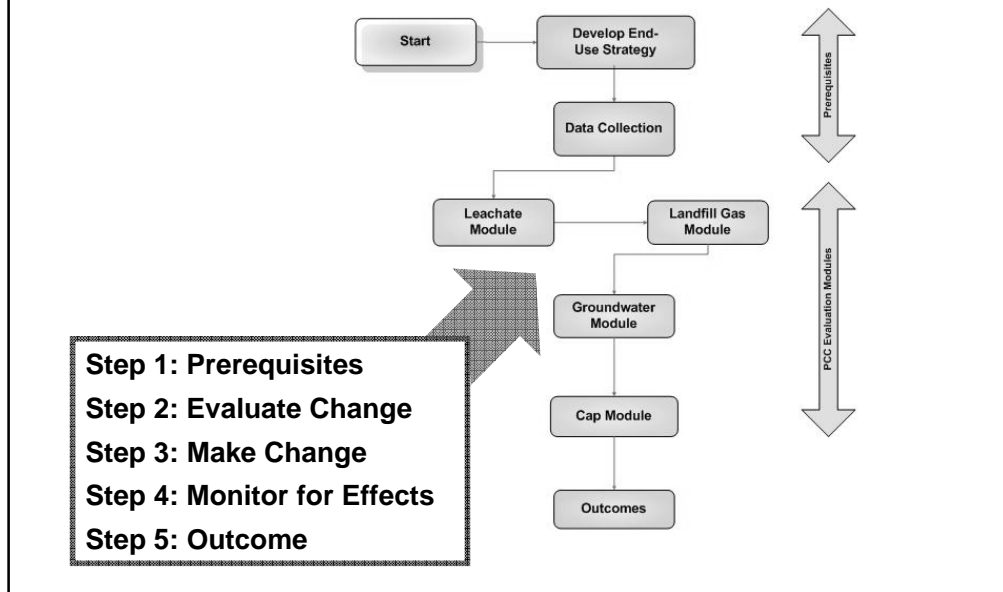 Start
Develop End-
Use Strategy
Prerequisites
Data Collection
Leachate
Module
Landfill Gas
Module
PCC Evaluation Modules
Groundwater
Module
Step 1: Prerequisites
Step 2: Evaluate Change
Step 3: Make Change
Step 4: Monitor for Effects
Step 5: Outcome
Cap Module
Outcomes